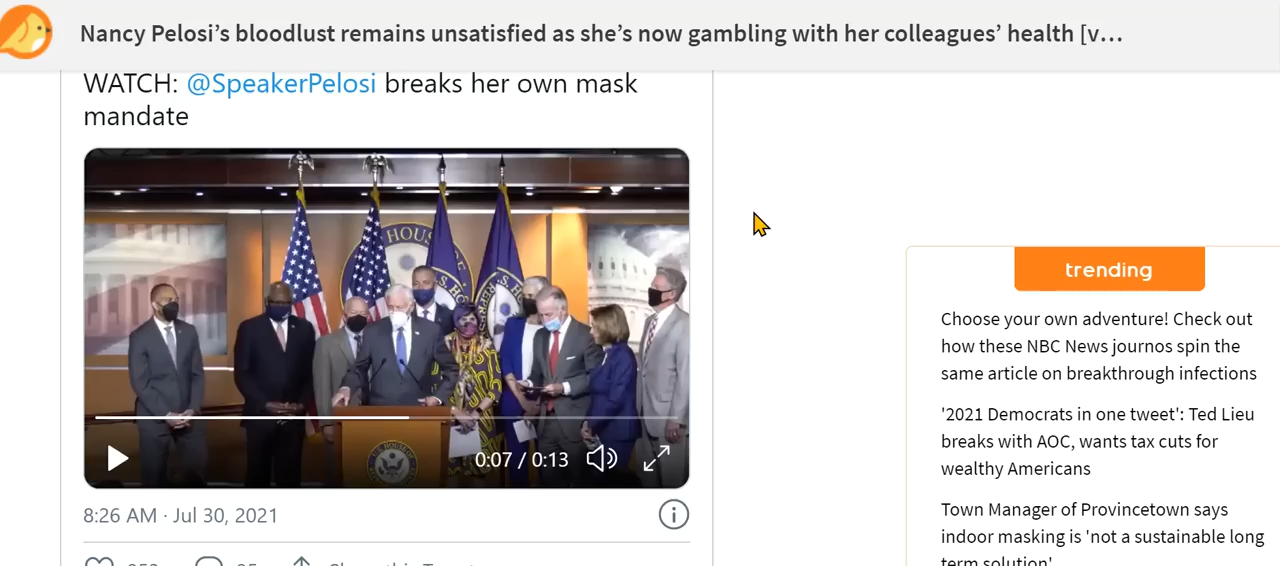 Nancy Pelosi’s bloodlust remains unsatisfied as she’s now gambling with her colleagues’ health [v…
WATCH: @SpeakerPelosi breaks her own mask
mandate
HOUS
0:07 / 0:13
8:26 AM · Jul 30, 2021
trending
Choose your own adventure! Check out
how these NBC News journos spin the
same article on breakthrough infections
'2021 Democrats in one tweet': Ted Lieu
breaks with AOC, wants tax cuts for
wealthy Americans
Town Manager of Provincetown says
indoor masking is 'not a sustainable long
term solution'